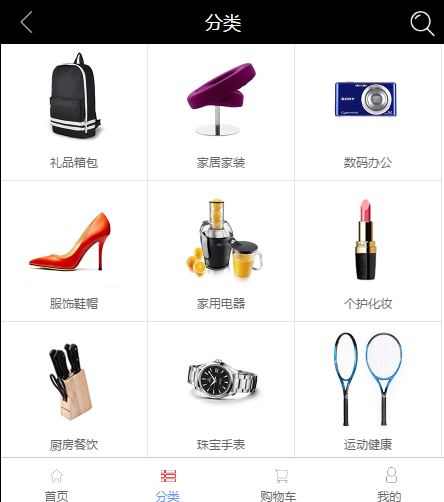 分类
礼品箱包
家居家装
SONY
数码办公
服饰鞋帽
家用电器
个护化妆
厨房餐饮
珠宝手表
运动健康
首页
分类
购物车
我的